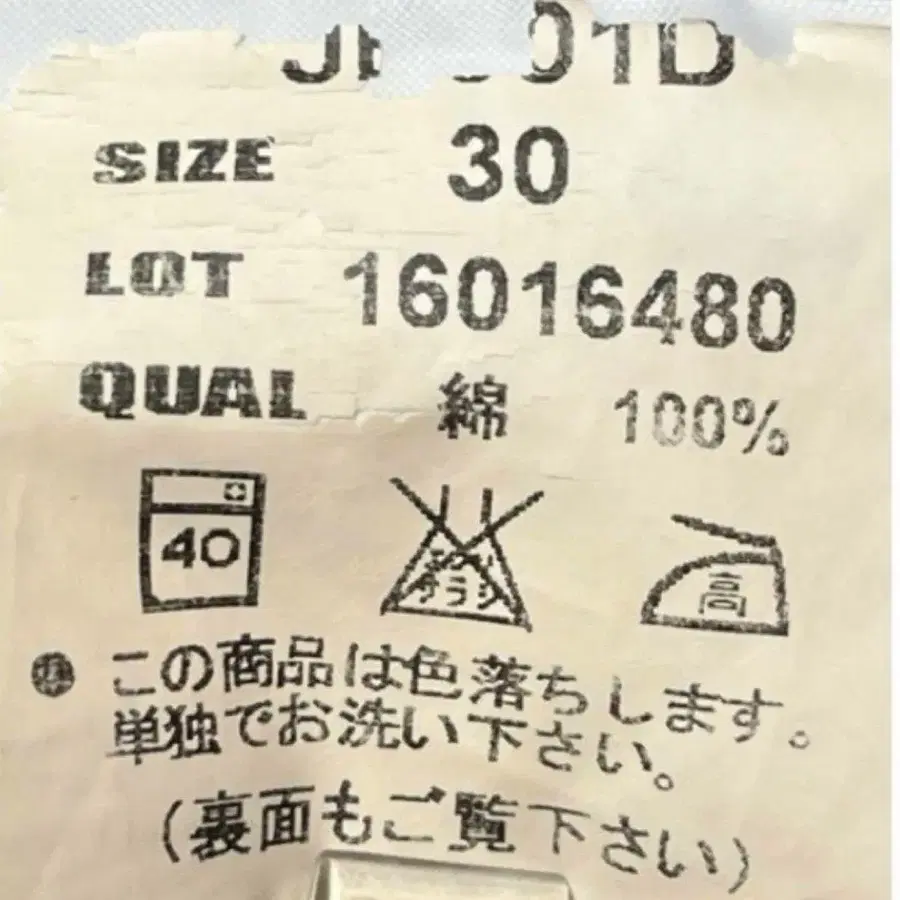 01D
SIZE 30
LOT 16016480
QUAL 綿 100%
40
高
この商品は色落ちします。
単独でお洗い下さい。
(裏面もご覧下さい)